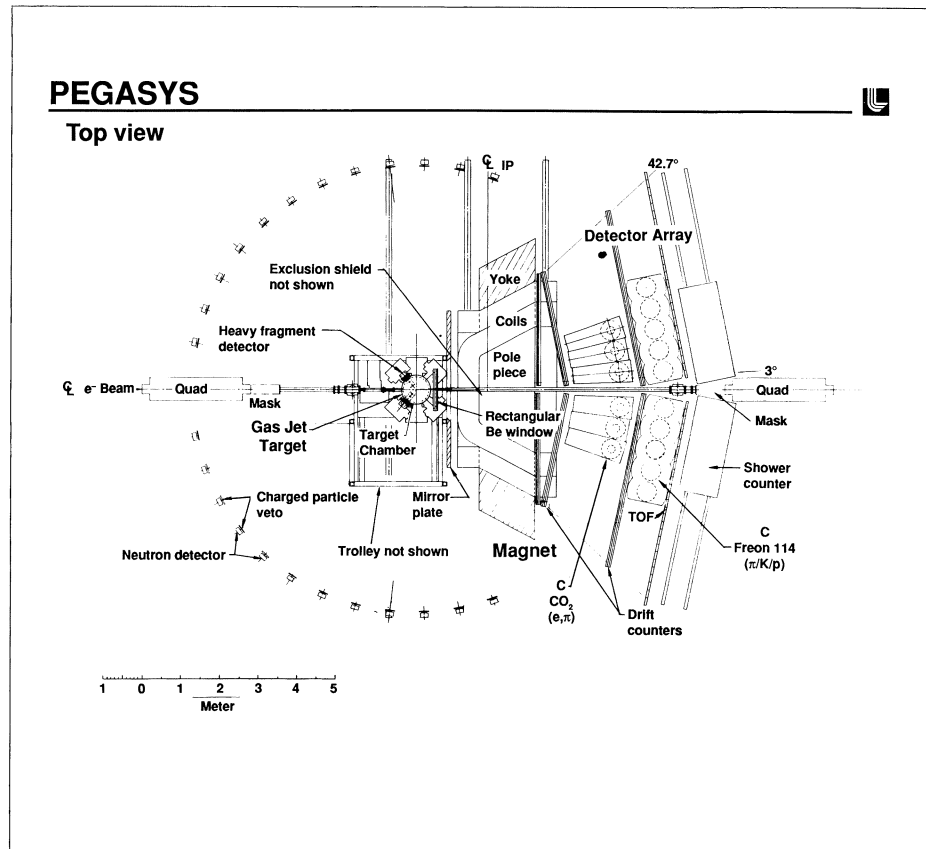 PEGASYS
Top view
℄ IP
42.7°
Detector Array
Exclusion shield
not shown
Yoke
Heavy fragment
detector
Coils
Pole
piece
3°
℄ e⁻ Beam
Quad
Quad
Mask
Mask
Gas Jet
Target
Target
Chamber
Rectangular
Be window
Shower
counter
Charged particle
veto
Mirror
plate
TOF
C
Freon 114
(π/K/p)
Neutron detector
Trolley not shown
Magnet
C
CO₂
(e,π)
Drift
counters
1 0 1 2 3 4 5
Meter